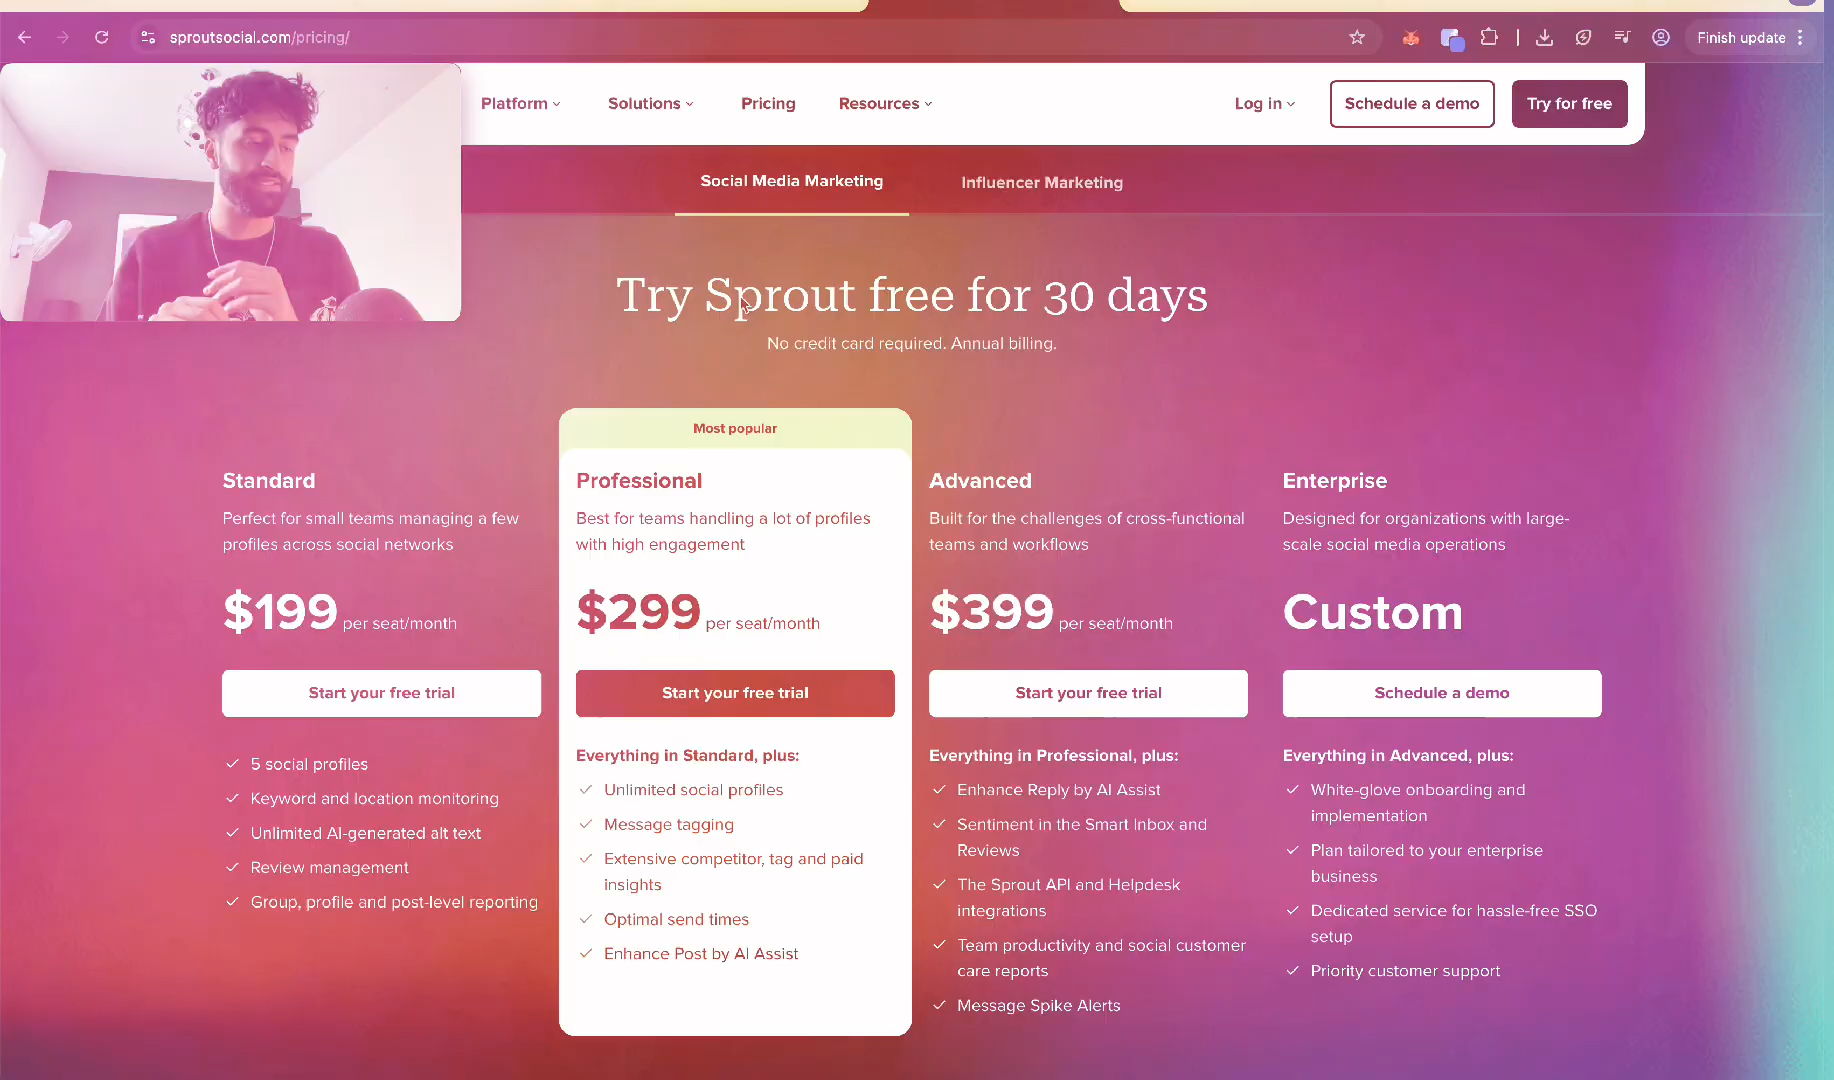 sproutsocial.com/pricing/
Finish update
Platform
Solutions
Pricing
Resources
Log in
Schedule a demo
Try for free
Social Media Marketing
Influencer Marketing
Try Sprout free for 30 days
No credit card required. Annual billing.
Standard
Perfect for small teams managing a few
profiles across social networks
$199 per seat/month
Start your free trial
5 social profiles
Keyword and location monitoring
Unlimited AI-generated alt text
Review management
Group, profile and post-level reporting
Most popular
Professional
Best for teams handling a lot of profiles
with high engagement
$299 per seat/month
Start your free trial
Everything in Standard, plus:
Unlimited social profiles
Message tagging
Extensive competitor, tag and paid
insights
Optimal send times
Enhance Post by AI Assist
Advanced
Built for the challenges of cross-functional
teams and workflows
$399 per seat/month
Start your free trial
Everything in Professional, plus:
Enhance Reply by AI Assist
Sentiment in the Smart Inbox and
Reviews
The Sprout API and Helpdesk
integrations
Team productivity and social customer
care reports
Message Spike Alerts
Enterprise
Designed for organizations with large-
scale social media operations
Custom
Schedule a demo
Everything in Advanced, plus:
White-glove onboarding and
implementation
Plan tailored to your enterprise
business
Dedicated service for hassle-free SSO
setup
Priority customer support